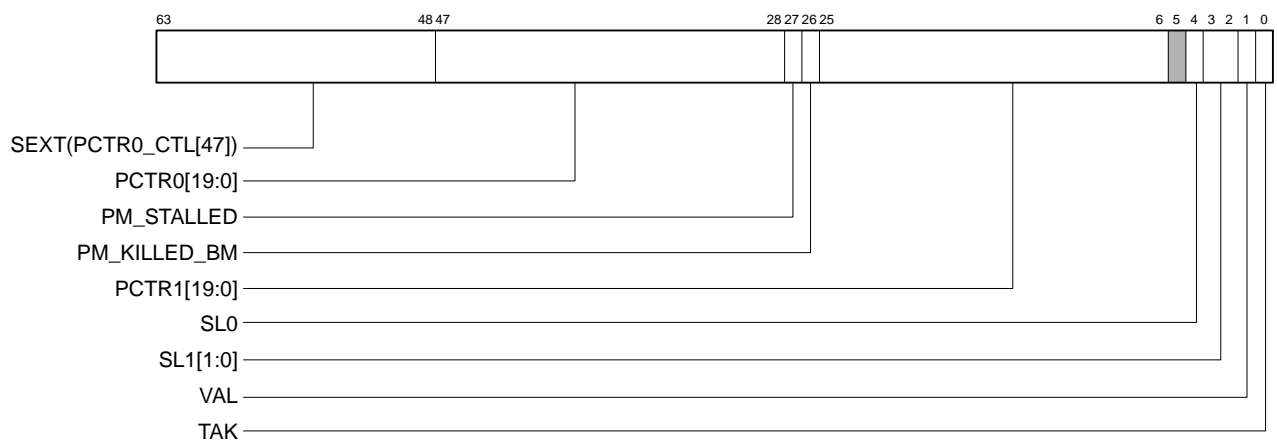 63 48 47 28 27 26 25 6 5 4 3 2 1 0
SEXT(PCTR0_CTL[47])
PCTR0[19:0]
PM_STALLED
PM_KILLED_BM
PCTR1[19:0]
SL0
SL1[1:0]
VAL
TAK